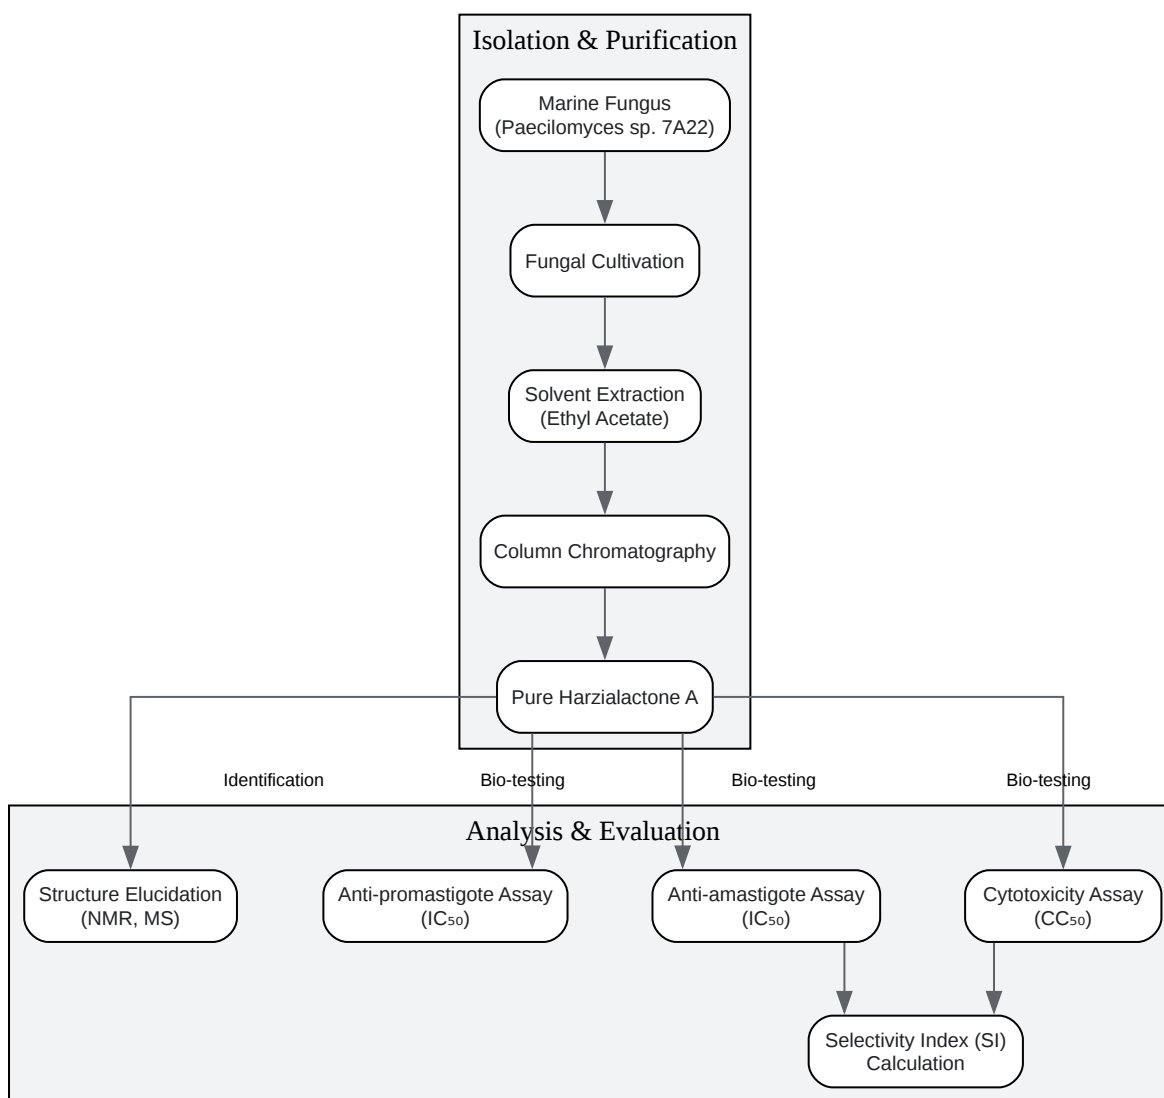 Isolation & Purification
Marine Fungus
(Paecilomyces sp. 7A22)
Fungal Cultivation
Solvent Extraction
(Ethyl Acetate)
Column Chromatography
Pure Harzialactone A
Identification
Bio-testing
Bio-testing
Bio-testing
Analysis & Evaluation
Structure Elucidation
(NMR, MS)
Anti-promastigote Assay
(IC₅₀)
Anti-amastigote Assay
(IC₅₀)
Cytotoxicity Assay
(CC₅₀)
Selectivity Index (SI)
Calculation